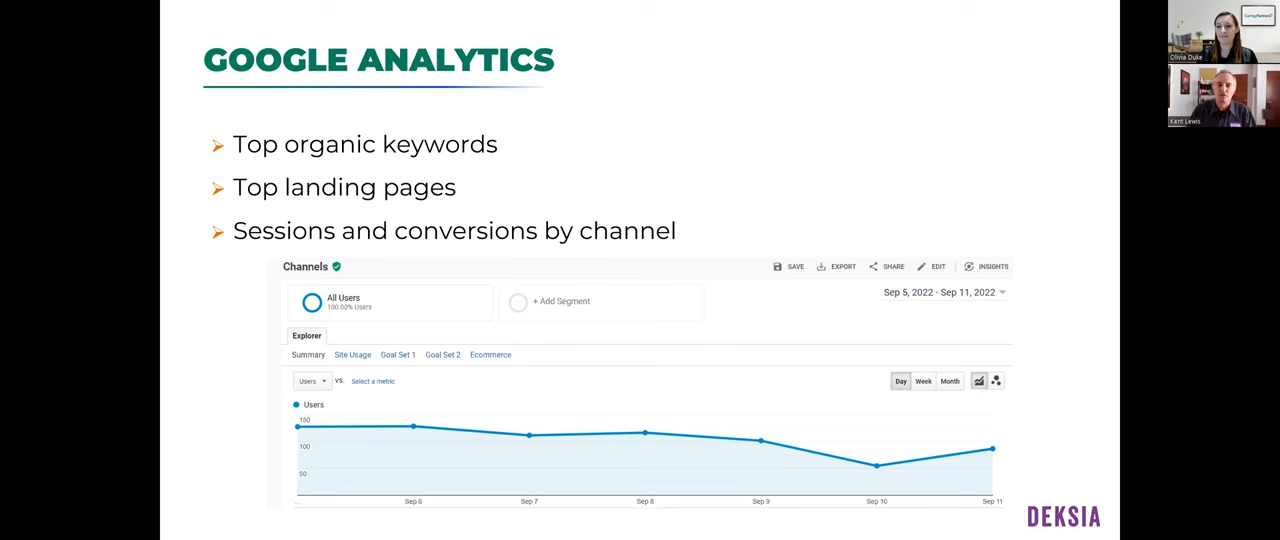 GOOGLE ANALYTICS
Top organic keywords
Top landing pages
Sessions and conversions by channel
Channels
SAVE EXPORT SHARE EDIT INSIGHTS
All Users
100.00% Users
+ Add Segment
Sep 5, 2022 - Sep 11, 2022
Explorer
Summary Site Usage Goal Set 1 Goal Set 2 Ecommerce
Users vs. Select a metric
Day Week Month
Users
150
100
50
... Sep 6 Sep 7 Sep 8 Sep 9 Sep 10 Sep 11
DEKSIA
Olivia Duke
Kent Lewis